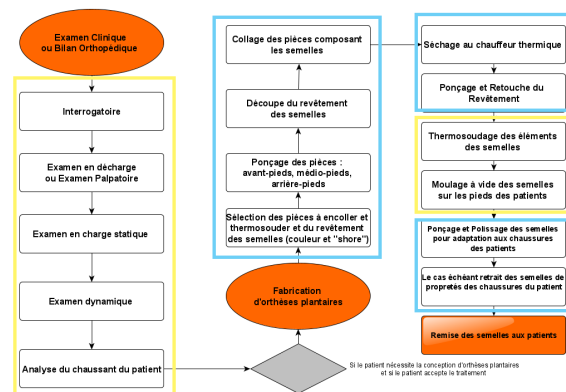 Examen Clinique
ou Bilan Orthopédique
Interrogatoire
Examen en décharge
ou Examen Palpatoire
Examen en charge statique
Examen dynamique
Analyse du chaussant du patient
Si le patient nécessite la conception d'orthèses plantaires
et si le patient accepte le traitement
Fabrication
d'orthèses plantaires
Sélection des pièces à encoller et
thermosouder et du revêtement
des semelles (couleur et "shore")
Ponçage des pièces :
avant-pieds, médio-pieds,
arrière-pieds
Découpe du revêtement
des semelles
Collage des pièces composant
les semelles
Séchage au chauffeur thermique
Ponçage et Retouche du
Revêtement
Thermosoudage des éléments
des semelles
Moulage à vide des semelles
sur les pieds des patients
Ponçage et Polissage des semelles
pour adaptation aux chaussures
des patients
Le cas échéant retrait des semelles de
propretés des chaussures du patient
Remise des semelles aux patients